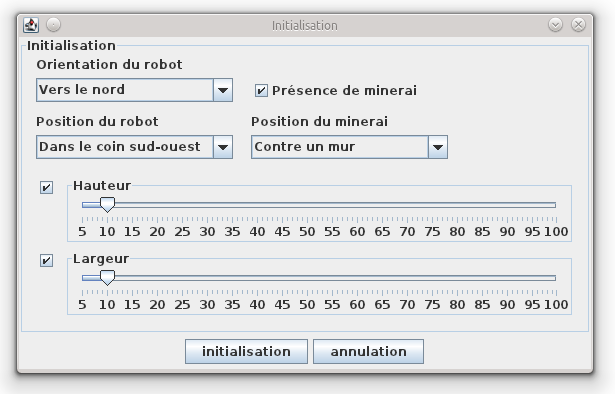 Initialisation
Initialisation
Orientation du robot
Vers le nord
Présence de minerai
Position du robot
Position du minerai
Dans le coin sud-ouest
Contre un mur
Hauteur
5 10 15 20 25 30 35 40 45 50 55 60 65 70 75 80 85 90 95 100
Largeur
5 10 15 20 25 30 35 40 45 50 55 60 65 70 75 80 85 90 95 100
initialisation
annulation